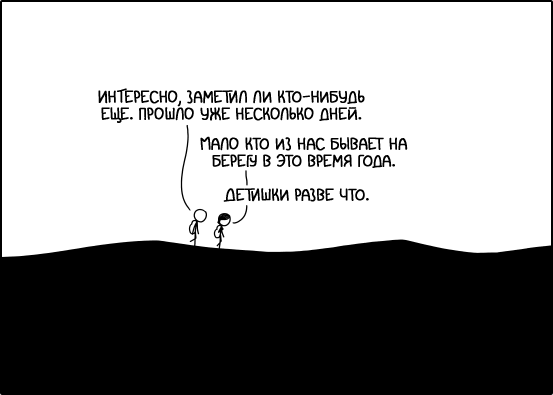 ИНТЕРЕСНО, ЗАМЕТИЛ ЛИ КТО-НИБУДЬ
ЕЩЕ. ПРОШЛО УЖЕ НЕСКОЛЬКО ДНЕЙ.
МАЛО КТО ИЗ НАС БЫВАЕТ НА
БЕРЕГУ В ЭТО ВРЕМЯ ГОДА.
ДЕТИШКИ РАЗВЕ ЧТО.